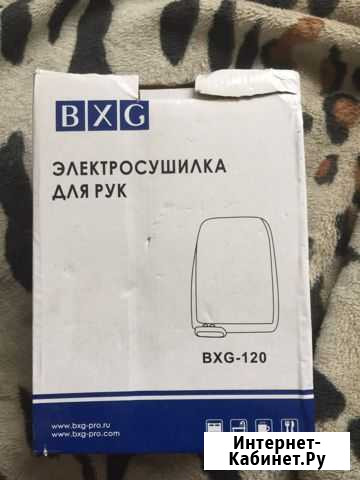 BXG
ЭЛЕКТРОСУШИЛКА
ДЛЯ РУК
BXG-120
www.bxg-pro.ru
www.bxg-pro.com
Интернет-
Кабинет.Ру